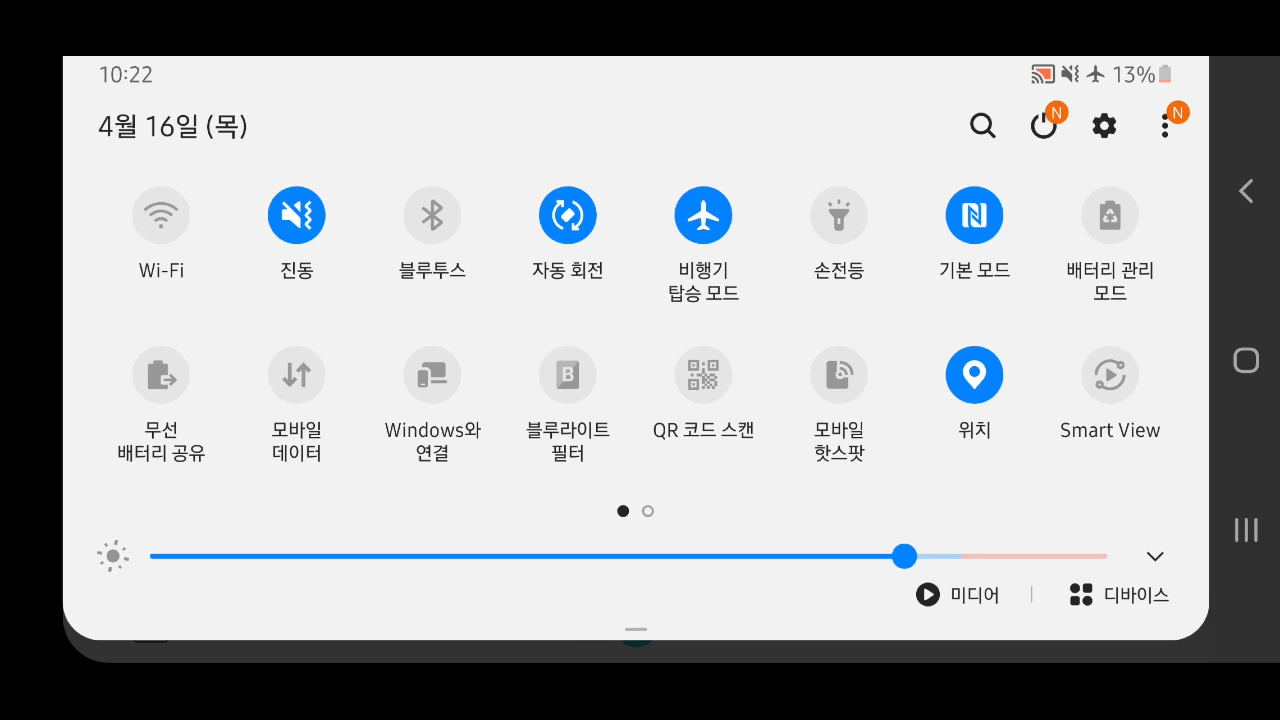 10:22
13%
4월 16일 (목)
N
N
Wi-Fi
진동
블루투스
자동 회전
비행기
탑승 모드
손전등
기본 모드
배터리 관리
모드
무선
배터리 공유
모바일
데이터
Windows와
연결
B
블루라이트
필터
QR 코드 스캔
모바일
핫스팟
위치
Smart View
미디어
디바이스